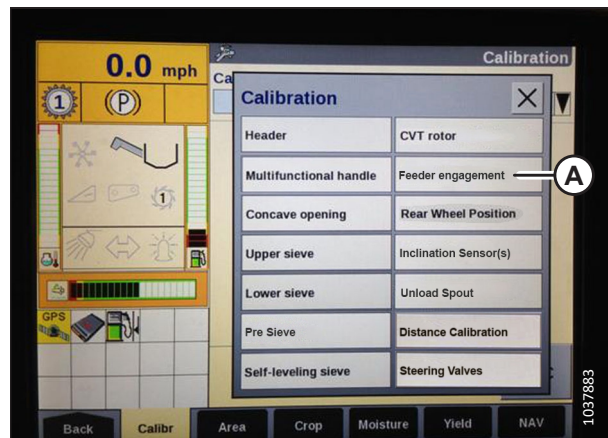 0.0 mph
Calibration
Ca
1
(P)
Calibration
Header
CVT rotor
Multifunctional handle
Feeder engagement
A
1
Concave opening
Rear Wheel Position
Upper sieve
Inclination Sensor(s)
Lower sieve
Unload Spout
GPS
Pre Sieve
Distance Calibration
Self-leveling sieve
Steering Valves
Back
Calibr
Area
Crop
Moisture
Yield
NAV
1037883